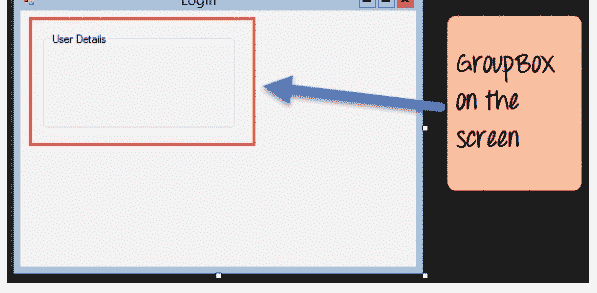 Login
User Details
GroupBox
on the
screen